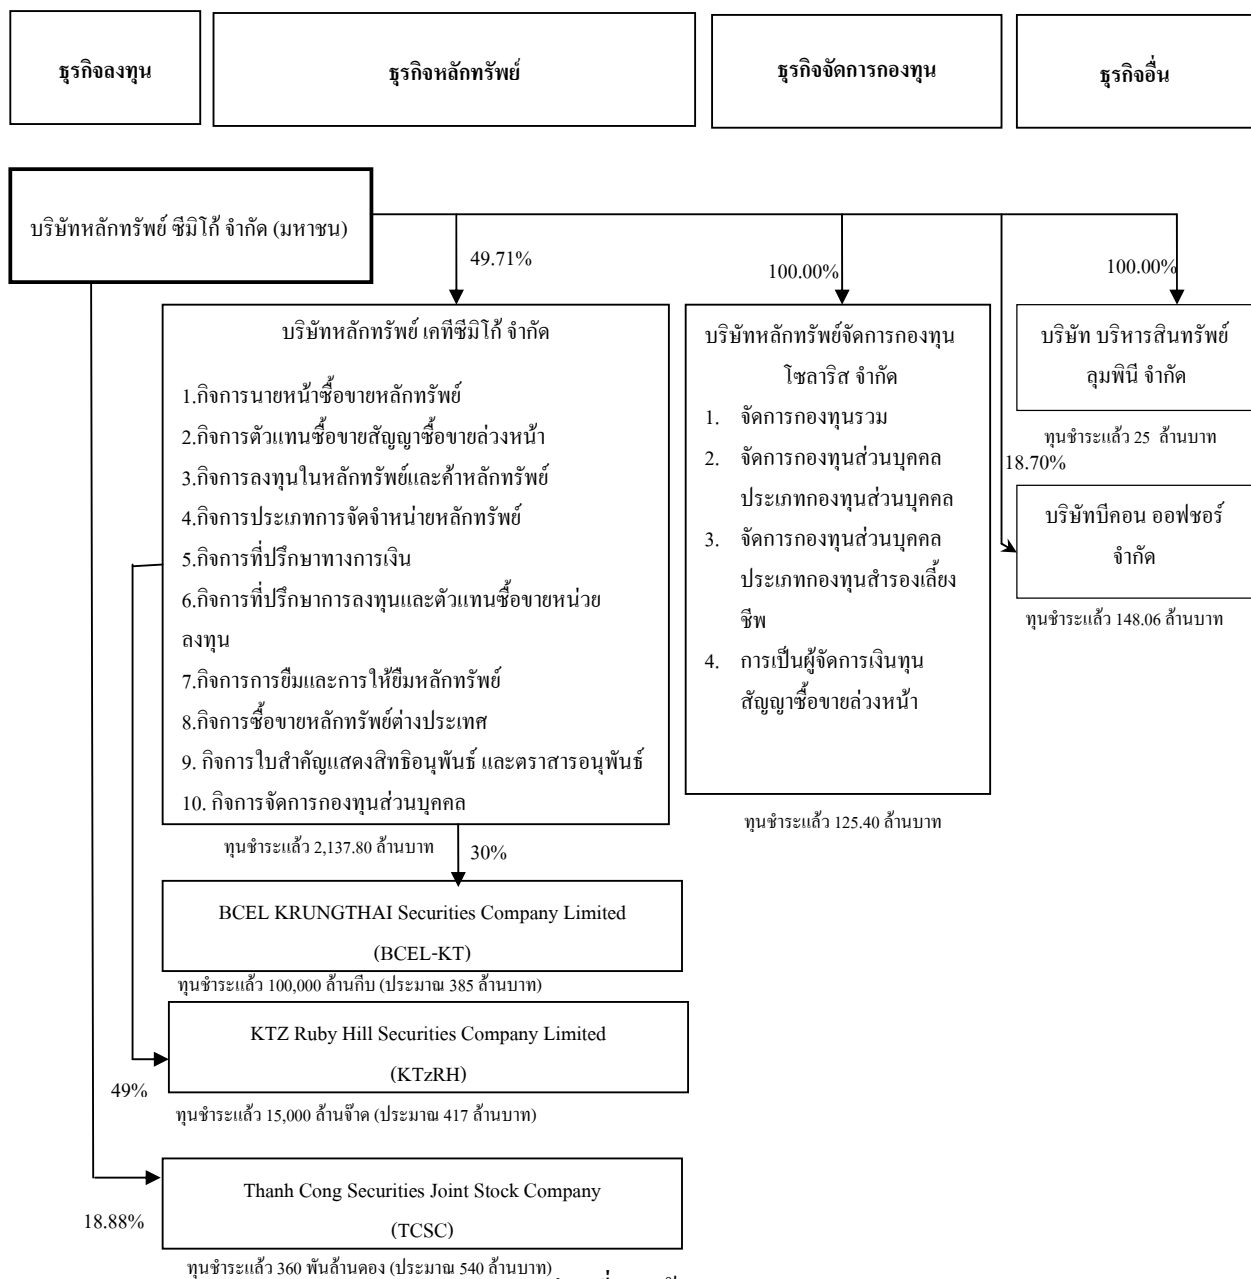 ธุรกิจลงทุน
ธุรกิจหลักทรัพย์
ธุรกิจจัดการกองทุน
ธุรกิจอื่น
บริษัทหลักทรัพย์ ซีมิโก้ จำกัด (มหาชน)
49.71%
100.00%
100.00%
บริษัทหลักทรัพย์ เคทีซีมิโก้ จำกัด
1.กิจการนายหน้าซื้อขายหลักทรัพย์
2.กิจการตัวแทนซื้อขายสัญญาซื้อขายล่วงหน้า
3.กิจการลงทุนในหลักทรัพย์และค้าหลักทรัพย์
4.กิจการประเภทการจัดจำหน่ายหลักทรัพย์
5.กิจการที่ปรึกษาทางการเงิน
6.กิจการที่ปรึกษาการลงทุนและตัวแทนซื้อขายหน่วย
ลงทุน
7.กิจการการยืมและการให้ยืมหลักทรัพย์
8.กิจการซื้อขายหลักทรัพย์ต่างประเทศ
9. กิจการใบสำคัญแสดงสิทธิอนุพันธ์ และตราสารอนุพันธ์
10. กิจการจัดการกองทุนส่วนบุคคล
ทุนชำระแล้ว 2,137.80 ล้านบาท
บริษัทหลักทรัพย์จัดการกองทุน
โซลาริส จำกัด
1. จัดการกองทุนรวม
2. จัดการกองทุนส่วนบุคคล
ประเภทกองทุนส่วนบุคคล
3. จัดการกองทุนส่วนบุคคล
ประเภทกองทุนสำรองเลี้ยง
ชีพ
4. การเป็นผู้จัดการเงินทุน
สัญญาซื้อขายล่วงหน้า
ทุนชำระแล้ว 125.40 ล้านบาท
บริษัท บริหารสินทรัพย์
ลุมพินี จำกัด
ทุนชำระแล้ว 25 ล้านบาท
18.70%
บริษัทบีคอน ออฟชอร์
จำกัด
ทุนชำระแล้ว 148.06 ล้านบาท
30%
BCEL KRUNGTHAI Securities Company Limited
(BCEL-KT)
ทุนชำระแล้ว 100,000 ล้านกีบ (ประมาณ 385 ล้านบาท)
KTZ Ruby Hill Securities Company Limited
(KTzRH)
49%
ทุนชำระแล้ว 15,000 ล้านจ๊าด (ประมาณ 417 ล้านบาท)
Thanh Cong Securities Joint Stock Company
(TCSC)
18.88%
ทุนชำระแล้ว 360 พันล้านดอง (ประมาณ 540 ล้านบาท)